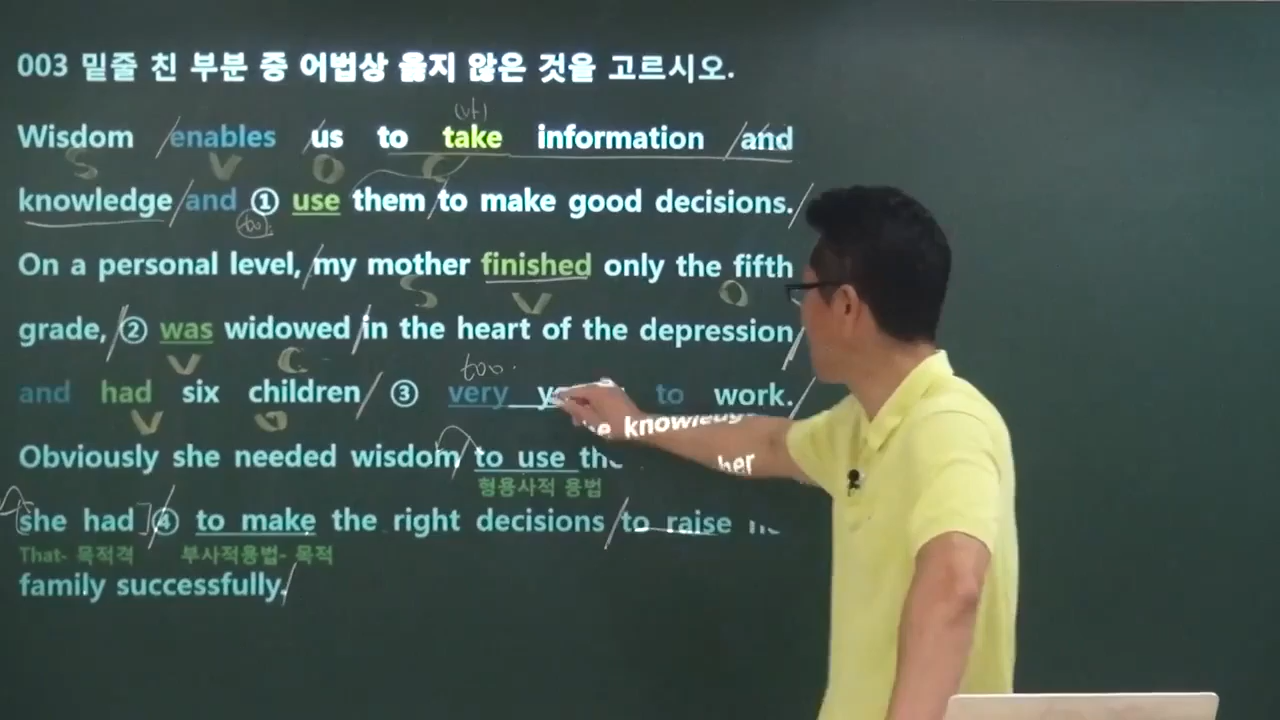 003 밑줄 친 부분 중 어법상 옳지 않은 것을 고르시오.
(vt)
Wisdom / enables / us to take information / and
S V O C
knowledge / and ① use them / to make good decisions. /
(to)
On a personal level, / my mother finished only the fifth
S V O
grade, / ② was widowed / in the heart of the depression /
V C
too.
and had six children / ③ very to work. /
V O
Obviously she needed wisdom / to use the knowledge her
형용사적 용법
she had ] / ④ to make the right decisions / to raise
That- 목적격 부사적용법- 목적
family successfully. /